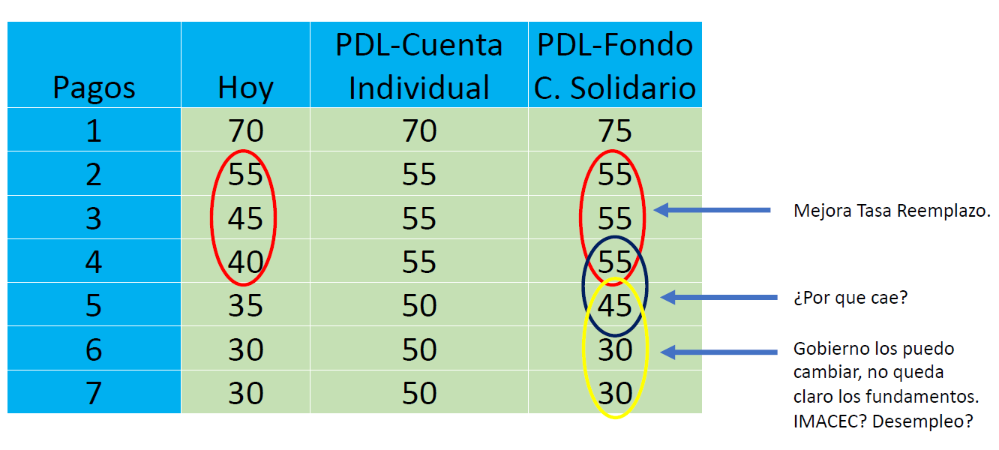 Pagos Hoy PDL-Cuenta Individual PDL-Fondo C. Solidario
1 70 70 75
2 55 55 55
3 45 55 55
4 40 55 55
5 35 50 45
6 30 50 30
7 30 50 30
Mejora Tasa Reemplazo.
¿Por que cae?
Gobierno los puedo
cambiar, no queda
claro los fundamentos.
IMACEC? Desempleo?